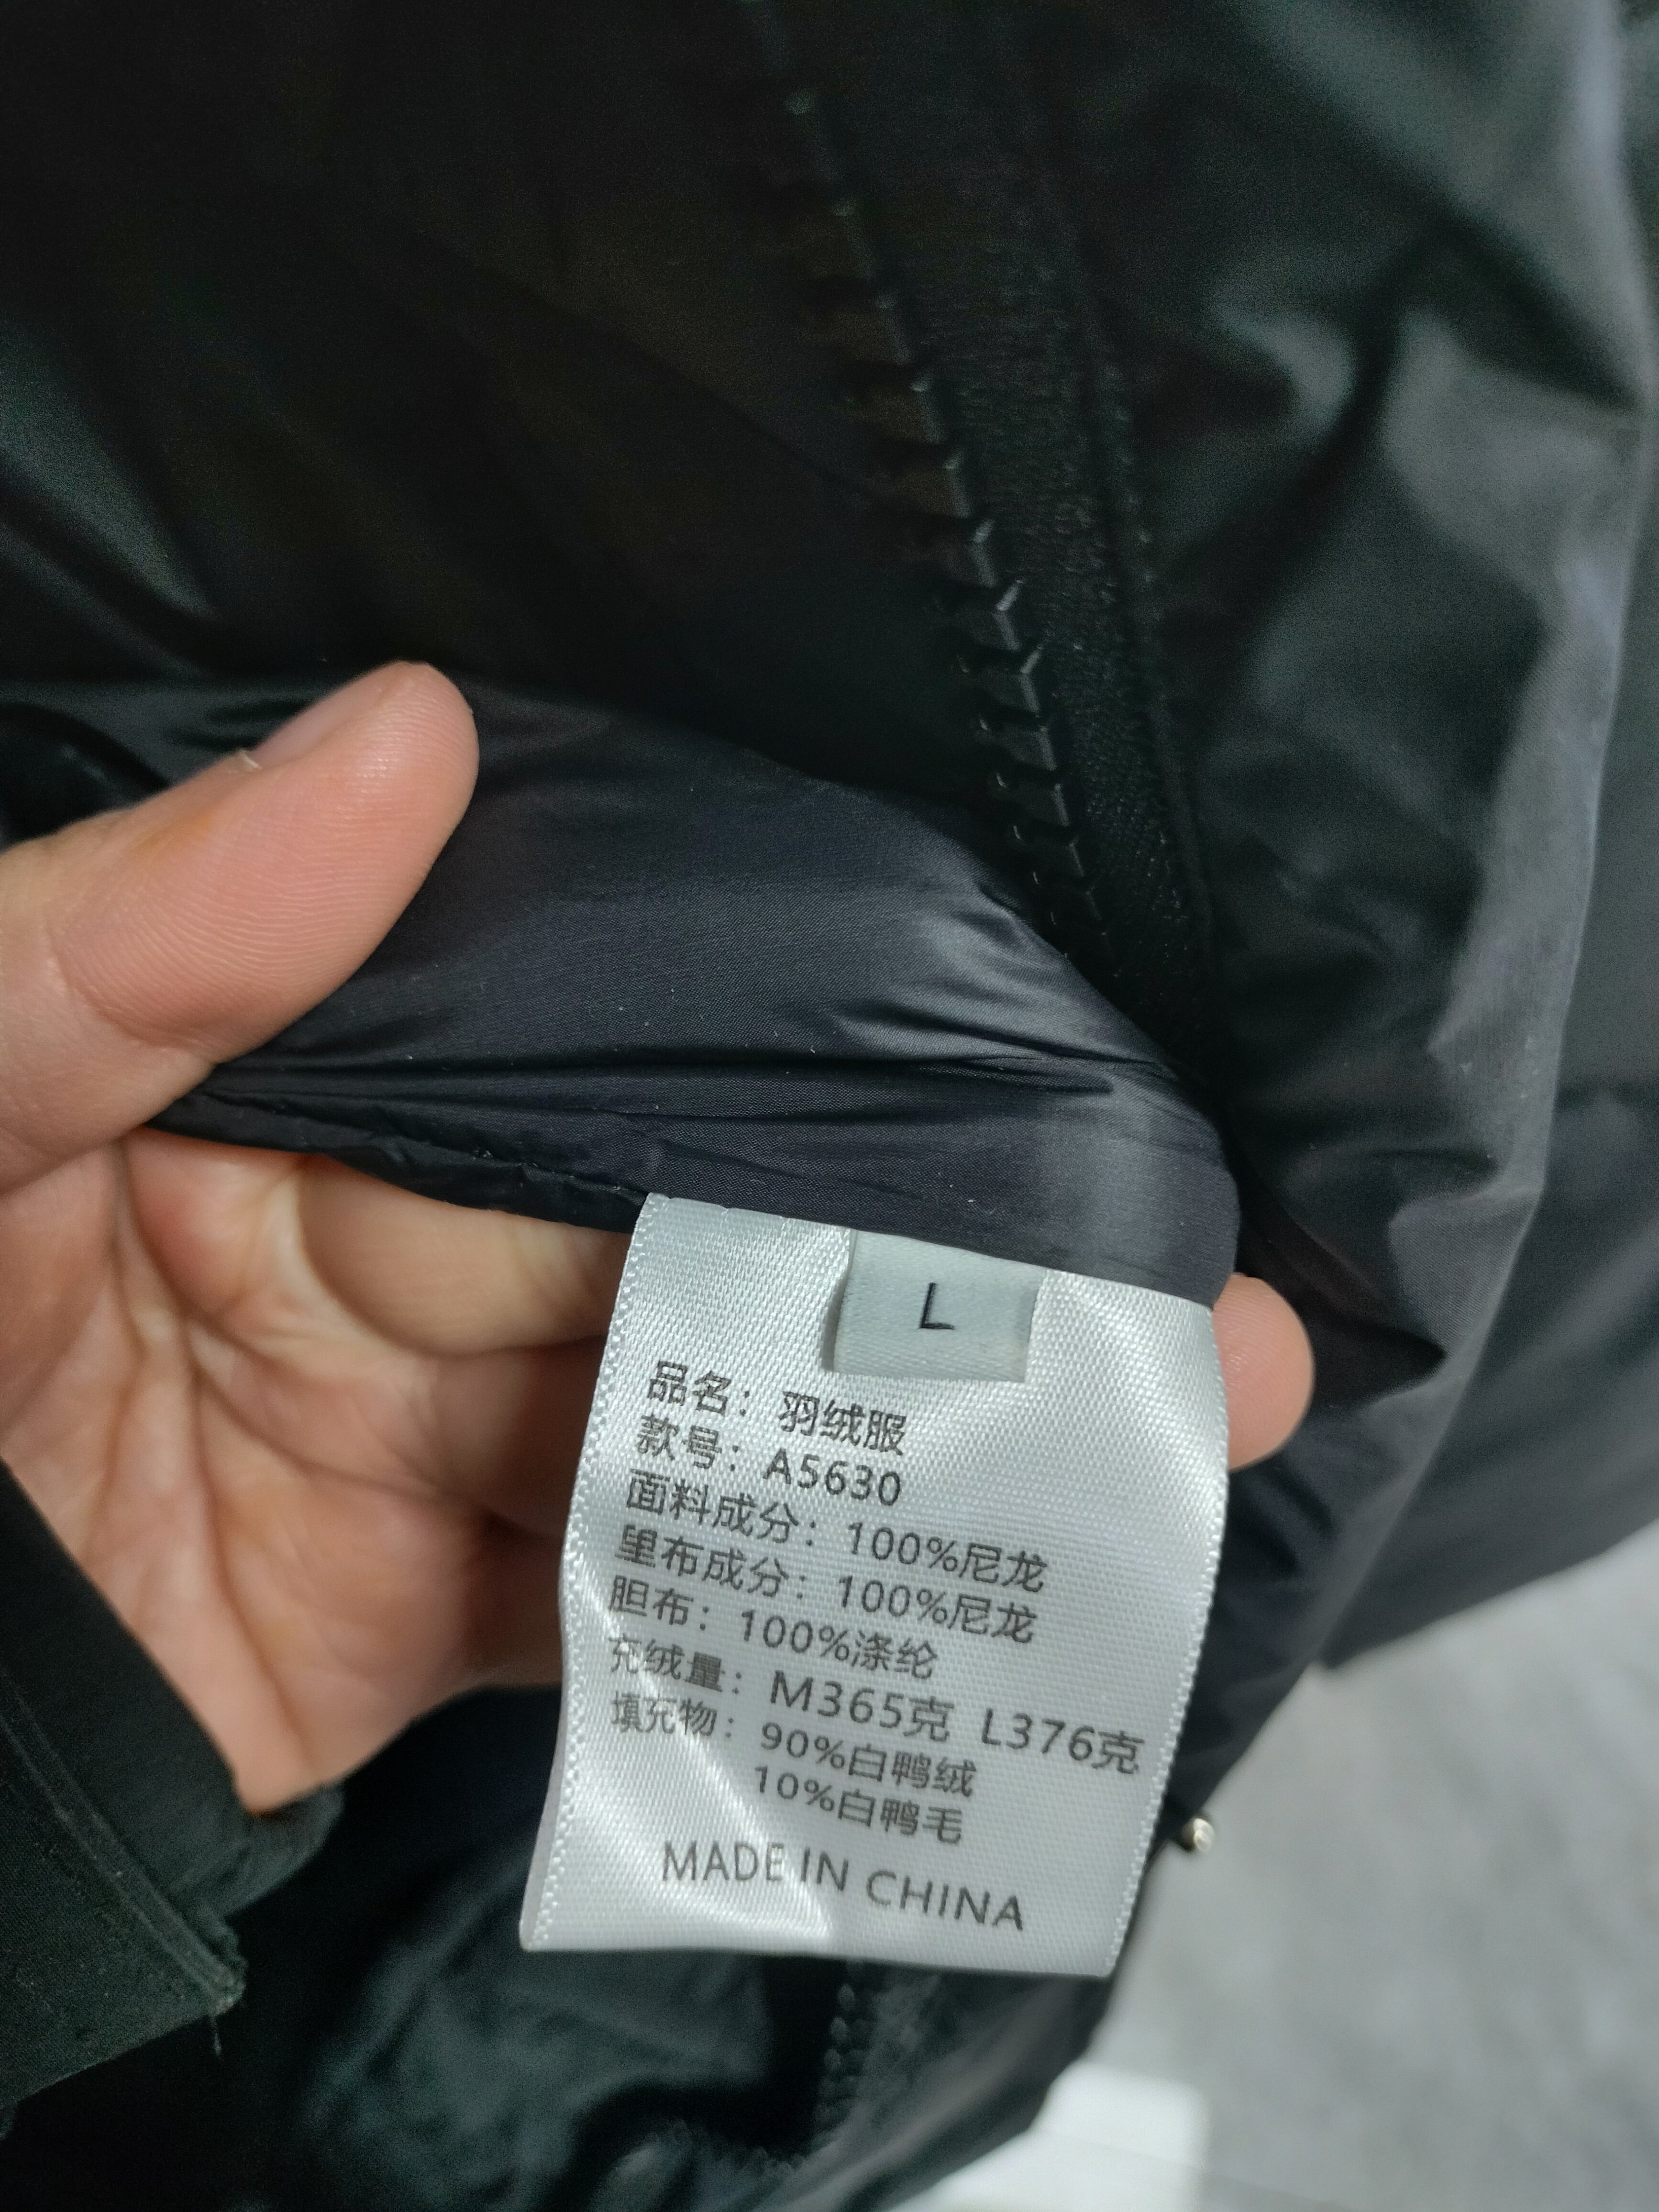 L
品名：羽绒服
款号：A5630
面料成分：100%尼龙
里布成分：100%尼龙
胆布：100%涤纶
充绒量：M365克 L376克
填充物：90%白鸭绒
10%白鸭毛
MADE IN CHINA